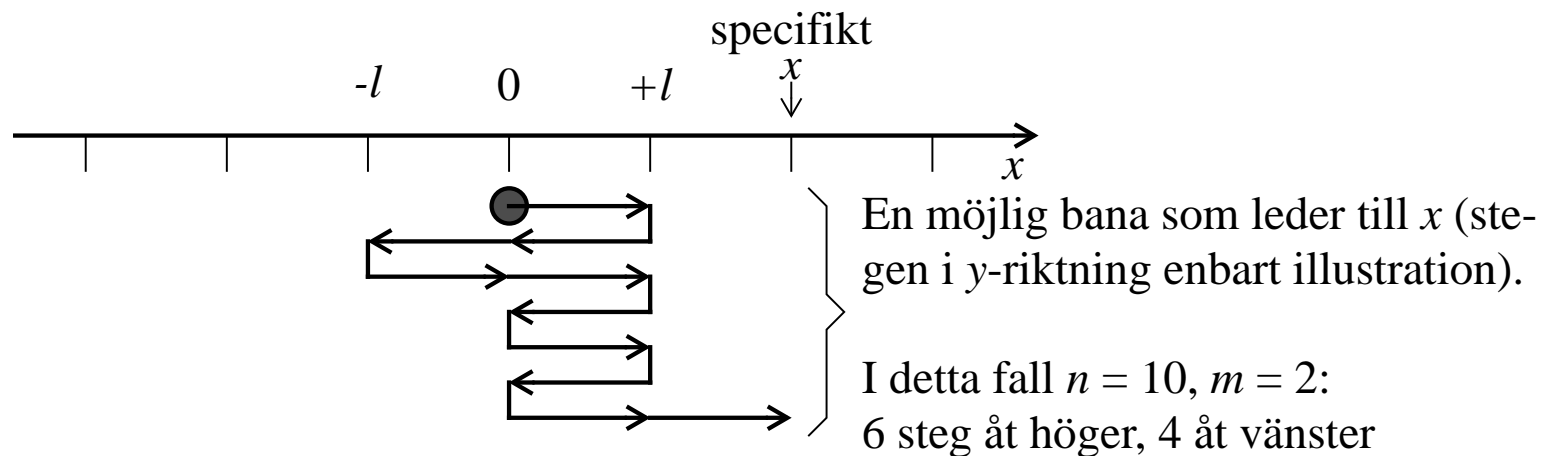 specifikt
x
-l 0 +l
x
En möjlig bana som leder till x (ste-
gen i y-riktning enbart illustration).
I detta fall n = 10, m = 2:
6 steg åt höger, 4 åt vänster